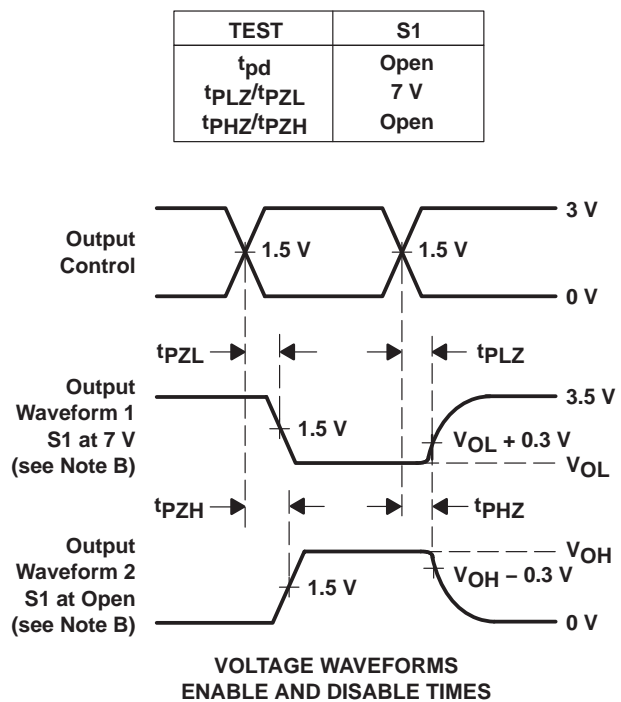 TEST S1
tpd Open
tPLZ/tPZL 7 V
tPHZ/tPZH Open
3 V
Output
Control
1.5 V 1.5 V
0 V
tPZL tPLZ
Output
Waveform 1
S1 at 7 V
(see Note B)
3.5 V
1.5 V
VOL + 0.3 V
VOL
tPZH tPHZ
Output
Waveform 2
S1 at Open
(see Note B)
VOH
VOH – 0.3 V
1.5 V
0 V
VOLTAGE WAVEFORMS
ENABLE AND DISABLE TIMES